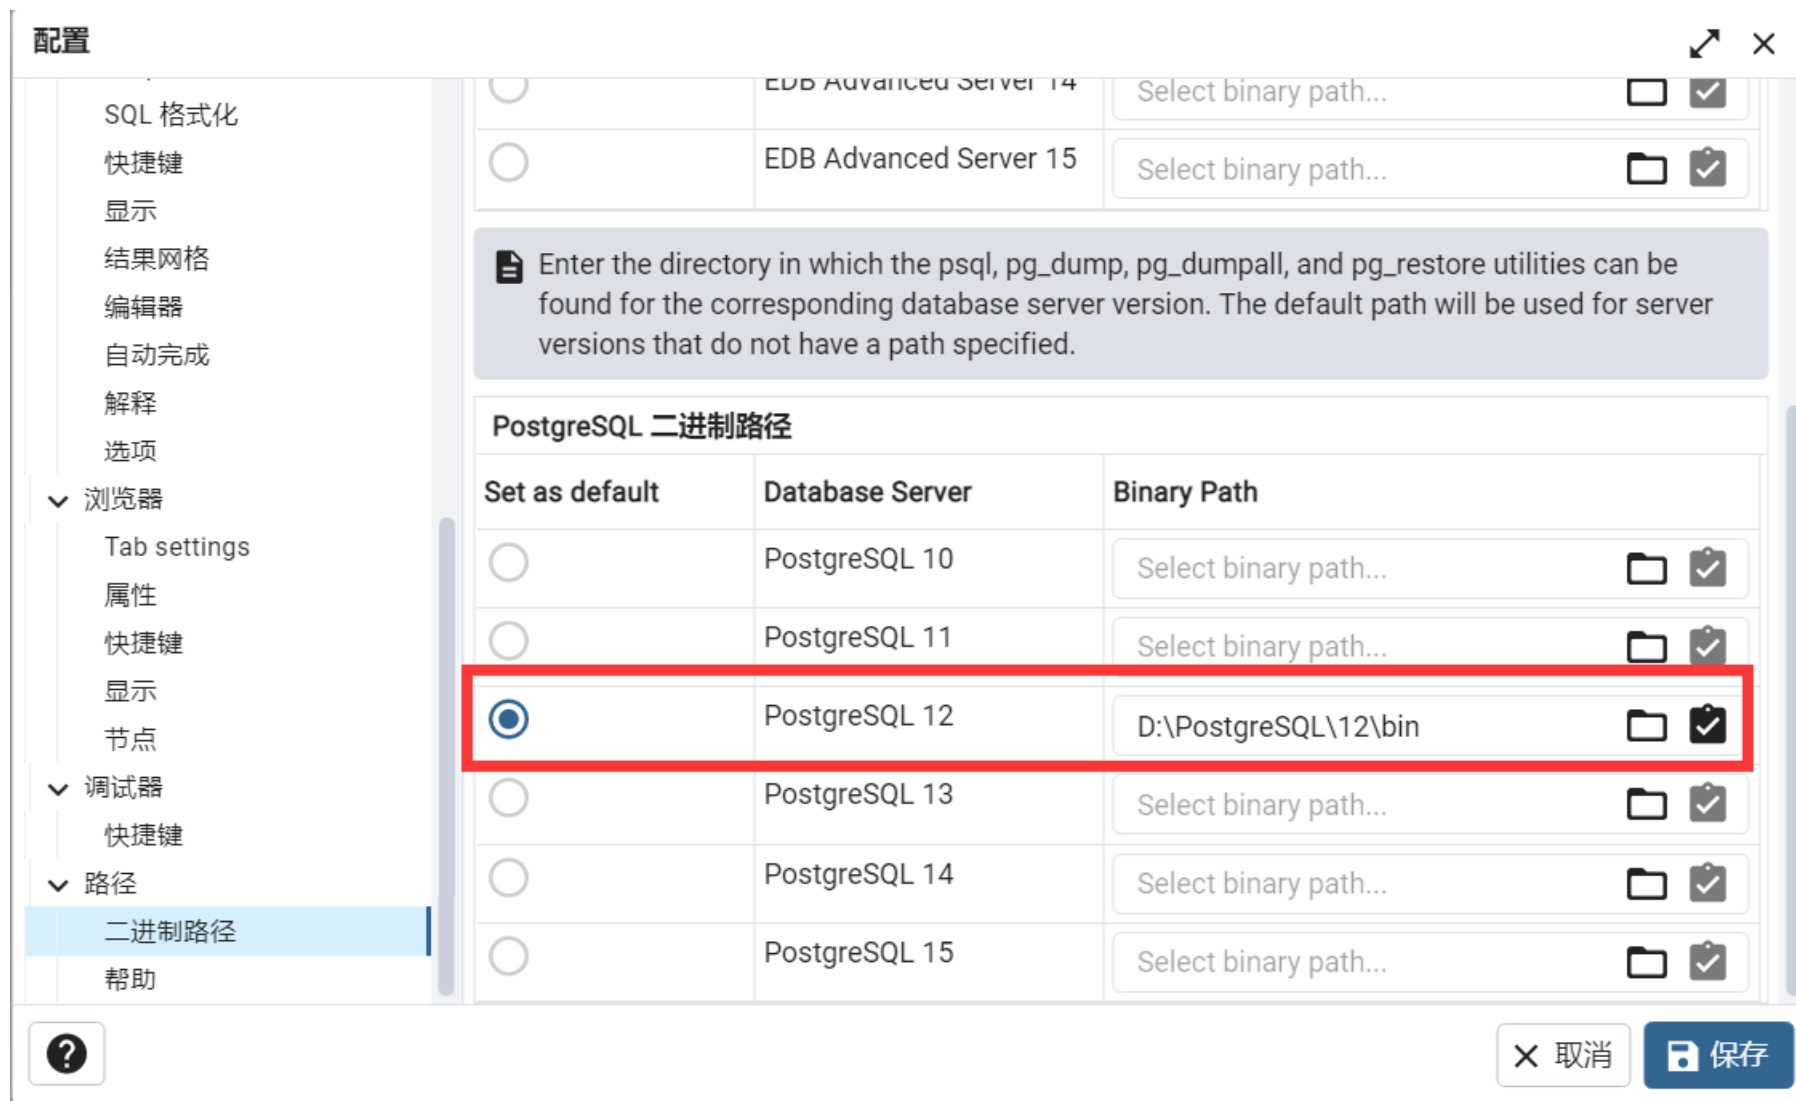 配置
SQL 格式化
快捷键
显示
结果网格
编辑器
自动完成
解释
选项
浏览器
Tab settings
属性
快捷键
显示
节点
调试器
快捷键
路径
二进制路径
帮助
EDB Advanced Server 14 Select binary path...
EDB Advanced Server 15 Select binary path...
Enter the directory in which the psql, pg_dump, pg_dumpall, and pg_restore utilities can be
found for the corresponding database server version. The default path will be used for server
versions that do not have a path specified.
PostgreSQL 二进制路径
Set as default Database Server Binary Path
PostgreSQL 10 Select binary path...
PostgreSQL 11 Select binary path...
PostgreSQL 12 D:\PostgreSQL\12\bin
PostgreSQL 13 Select binary path...
PostgreSQL 14 Select binary path...
PostgreSQL 15 Select binary path...
取消 保存